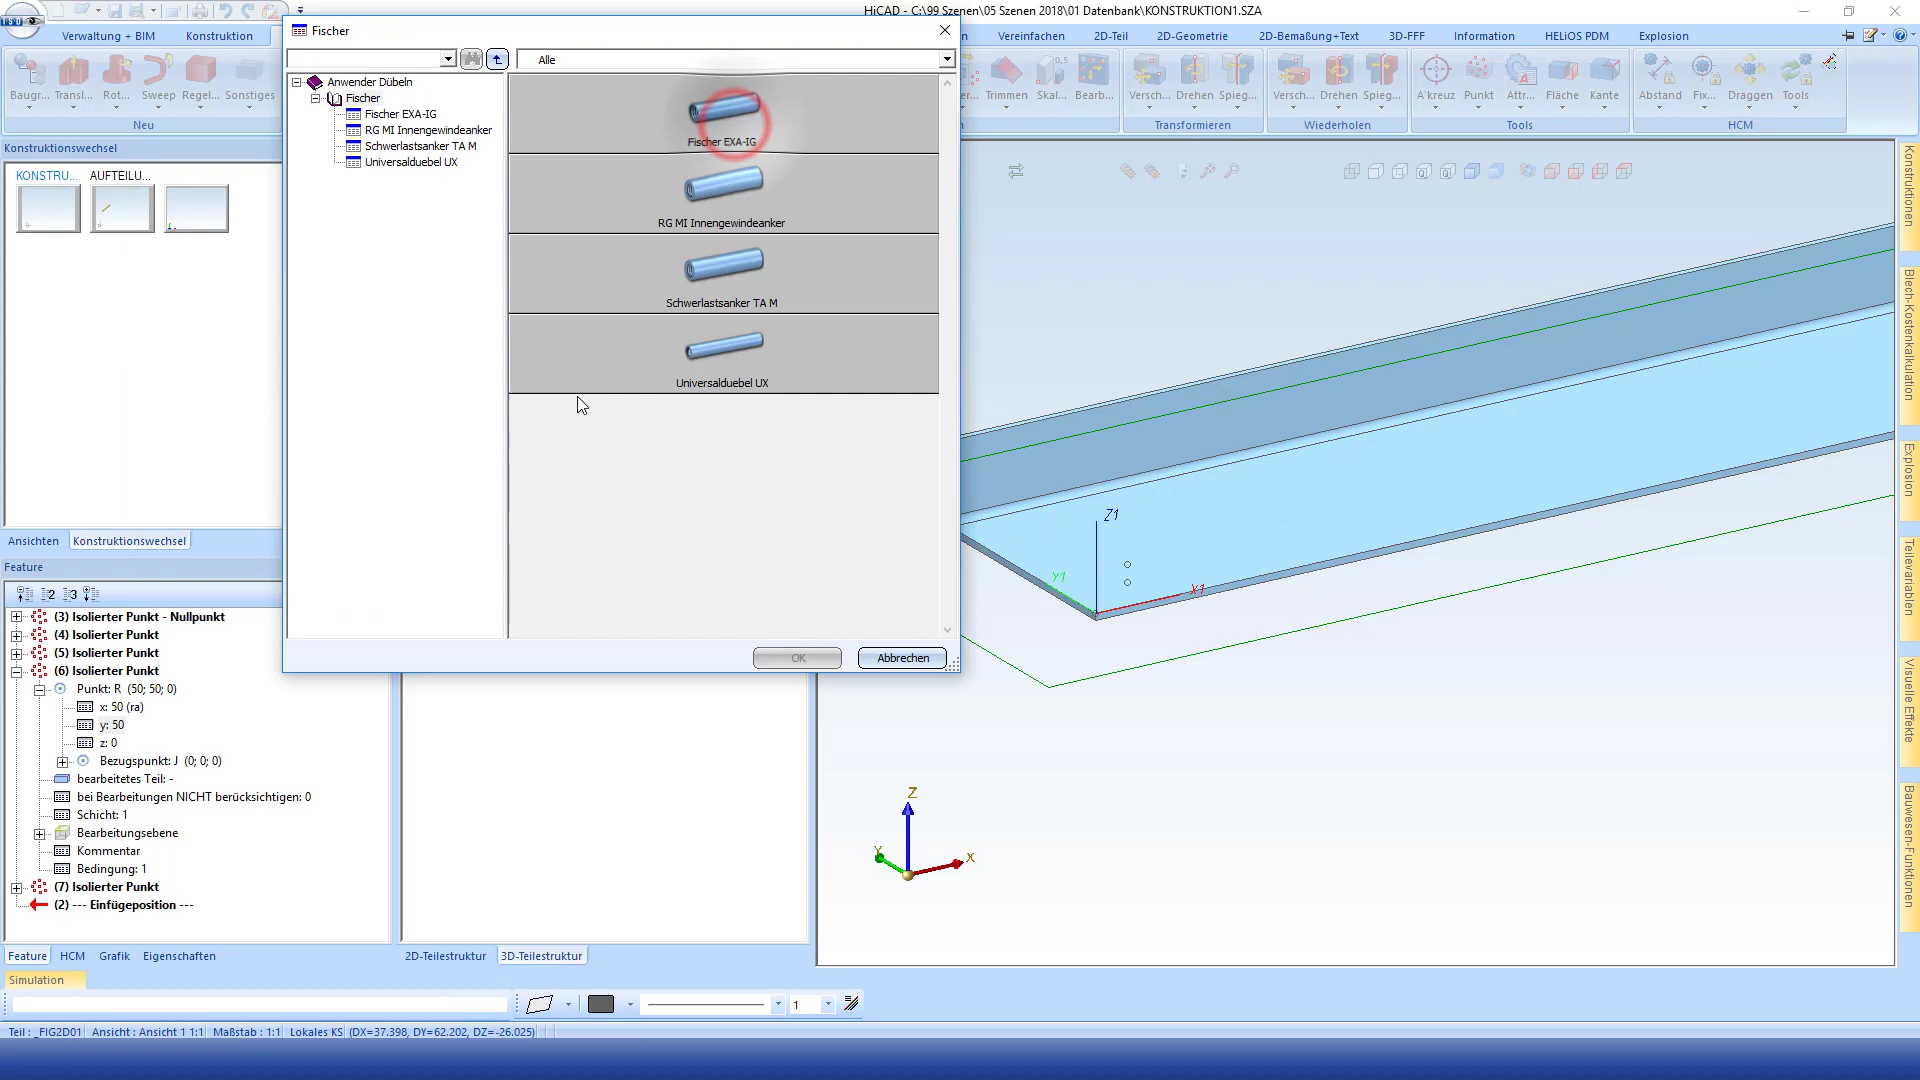 HiCAD - C:\99 Szenen\05 Szenen 2018\01 Datenbank\KONSTRUKTION1.SZA
ISD
Verwaltung + BIM
Konstruktion
Vereinfachen
2D-Teil
2D-Geometrie
2D-Bemaßung+Text
3D-FFF
Information
HELiOS PDM
Explosion
Baugr...
Transl...
Rot...
Sweep
Regel...
Sonstiges
Trimmen
Skal...
Bearb...
Versch...
Drehen
Spieg...
Versch...
Drehen
Spieg...
A'kreuz
Punkt
Attr...
Fläche
Kante
Abstand
Fix...
Draggen
Tools
Neu
Transformieren
Wiederholen
Tools
HCM
Konstruktionswechsel
KONSTRU...
AUFTEILU...
Fischer
Alle
Anwender Dübeln
Fischer
Fischer EXA-IG
RG MI Innengewindeanker
Schwerlastsanker TA M
Universalduebel UX
Fischer EXA-IG
RG MI Innengewindeanker
Schwerlastsanker TA M
Universalduebel UX
OK
Abbrechen
Ansichten
Konstruktionswechsel
Feature
2
3
(3) Isolierter Punkt - Nullpunkt
(4) Isolierter Punkt
(5) Isolierter Punkt
(6) Isolierter Punkt
Punkt: R (50; 50; 0)
x: 50 (ra)
y: 50
z: 0
Bezugspunkt: J (0; 0; 0)
bearbeitetes Teil: -
bei Bearbeitungen NICHT berücksichtigen: 0
Schicht: 1
Bearbeitungsebene
Kommentar
Bedingung: 1
(7) Isolierter Punkt
(2) --- Einfügeposition ---
Feature
HCM
Grafik
Eigenschaften
2D-Teilestruktur
3D-Teilestruktur
Simulation
1
Teil : _FIG2D01
Ansicht : Ansicht 1 1:1
Maßstab : 1:1
Lokales KS
(DX=37.398, DY=62.202, DZ=-26.025)
Z1
Y1
X1
Z
Y
X
Konstruktionen
Blech-Kostenkalkulation
Explosion
Teilevariablen
Visuelle Effekte
Bauwesen-Funktionen